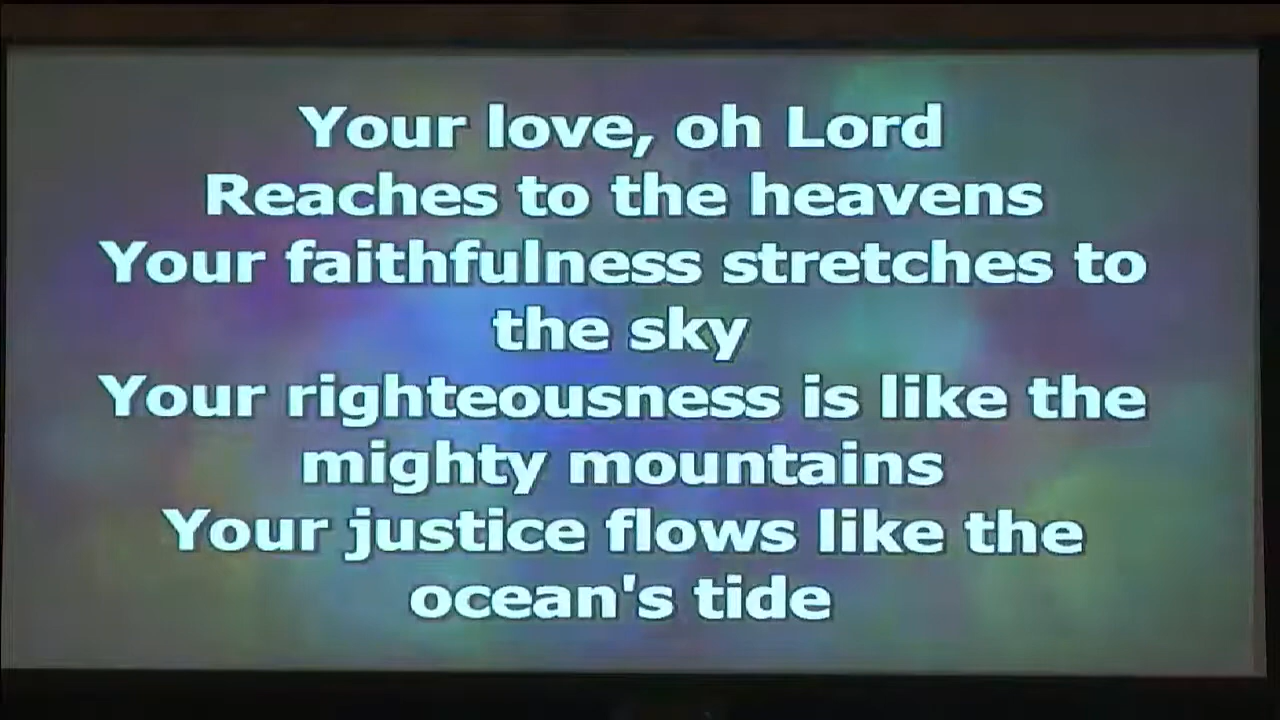 Your love, oh Lord
Reaches to the heavens
Your faithfulness stretches to
the sky
Your righteousness is like the
mighty mountains
Your justice flows like the
ocean's tide